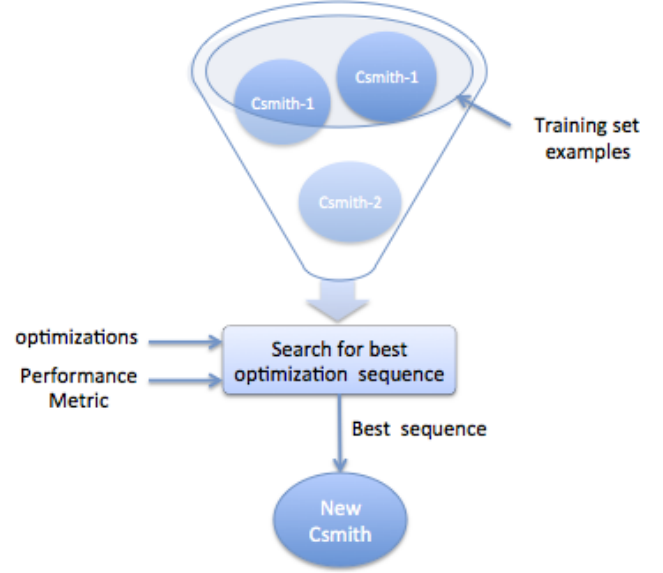 Csmith-1
Csmith-1
Training set
examples
Csmith-2
optimizations
Performance
Metric
Search for best
optimization sequence
Best sequence
New
Csmith